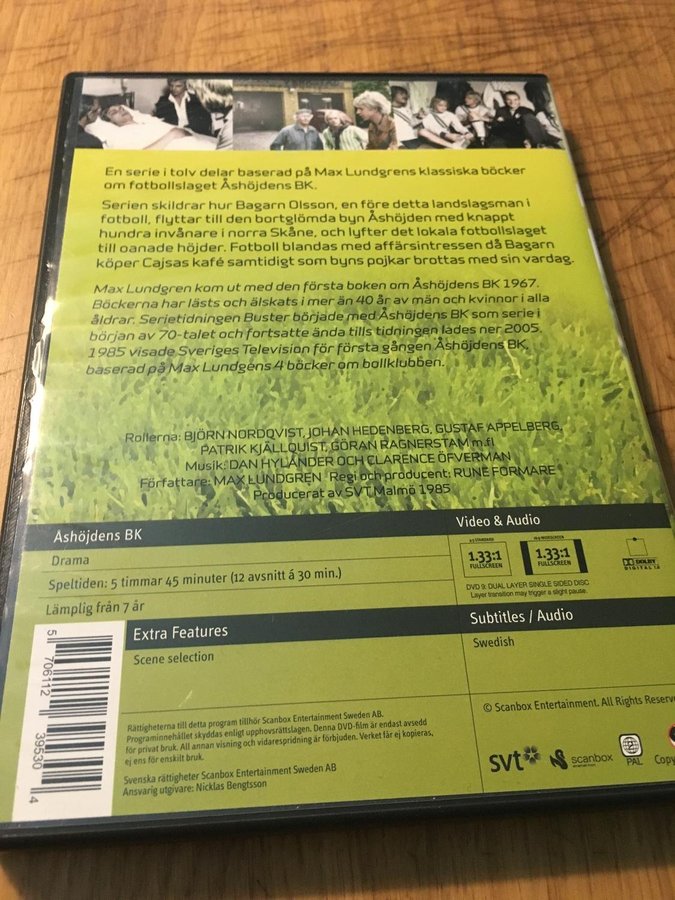 En serie i tolv delar baserad på Max Lundgrens klassiska böcker
om fotbollslaget Åshöjdens BK.
Serien skildrar hur Bagarn Olsson, en före detta landslagsman i
fotboll, flyttar till den bortglömda byn Åshöjden med knappt
hundra invånare i norra Skåne, och lyfter det lokala fotbollslaget
till oanade höjder. Fotboll blandas med affärsintressen då Bagarn
köper Cajsas kafé samtidigt som byns pojkar brottas med sin vardag.
Max Lundgren kom ut med den första boken om Åshöjdens BK 1967.
Böckerna har lästs och älskats i mer än 40 år av män och kvinnor i alla
åldrar. Serietidningen Buster började med Åshöjdens BK som serie i
början av 70-talet och fortsatte ända tills tidningen lades ner 2005.
1985 visade Sveriges Television för första gången Åshöjdens BK,
baserad på Max Lundgéns 4 böcker om bollklubben.
Rollerna: BJÖRN NORDQVIST, JOHAN HEDENBERG, GUSTAF APPELBERG,
PATRIK KJÄLLQUIST, GÖRAN RAGNERSTAM m.fl
Musik: DAN HYLANDER OCH CLARENCE ÖFVERMAN
Författare: MAX LUNDGREN · Regi och producent: RUNE FORMARE
Producerat av SVT Malmö 1985
Åshöjdens BK
Drama
Speltiden: 5 timmar 45 minuter (12 avsnitt á 30 min.)
Lämplig från 7 år
Video & Audio
1.33:1
FULLSCREEN
1.33:1
FULLSCREEN
DOLBY
DIGITAL
DVD 9: DUAL LAYER SINGLE SIDED DISC
Layer transition may trigger a slight pause.
Extra Features
Scene selection
Subtitles / Audio
Swedish
5 706112 39530 4
Rättigheterna till detta program tillhör Scanbox Entertainment Sweden AB.
Programinnehållet skyddas enligt upphovsrättslagen. Denna DVD-film är endast avsedd
för privat bruk. All annan visning och vidarespridning är förbjuden. Verket får ej kopieras,
ej ens för enskilt bruk.
Svenska rättigheter Scanbox Entertainment Sweden AB
Ansvarig utgivare: Nicklas Bengtsson
© Scanbox Entertainment. All Rights Reserve
svt
scanbox
2
PAL
Copy